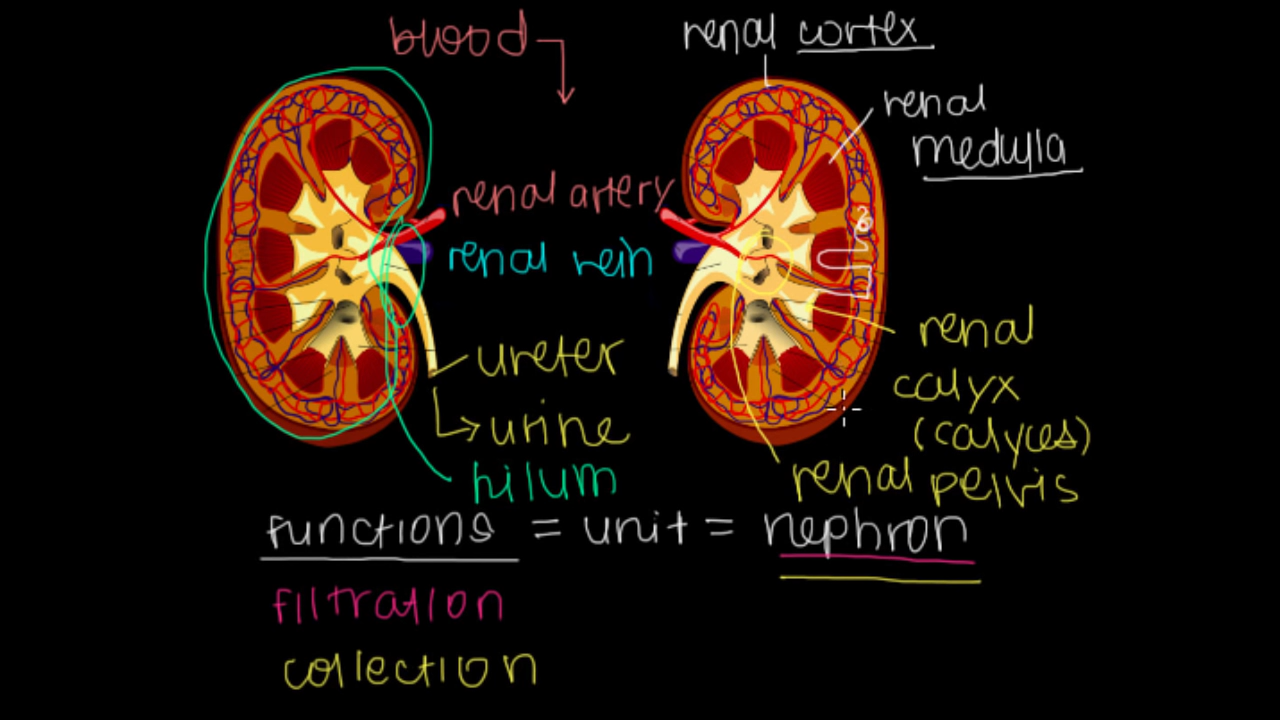 blood
renal cortex
renal
medulla
renal artery
renal vein
ureter
urine
hilum
renal
calyx
(calyces)
renal pelvis
functions = unit = nephron
filtration
collection